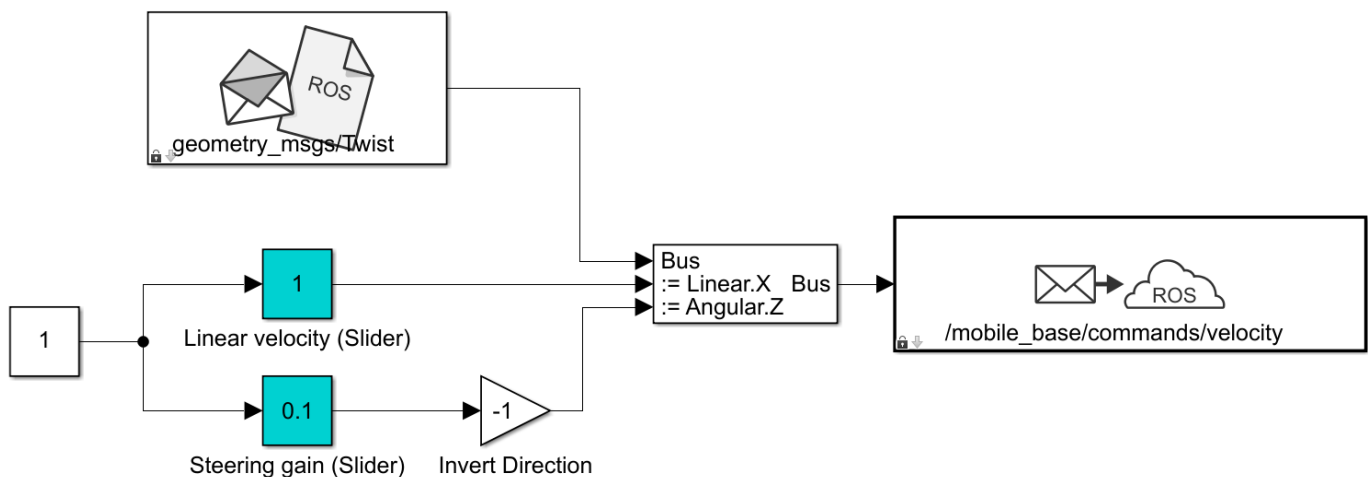 ROS
geometry_msgs/Twist
1
1
Linear velocity (Slider)
0.1
Steering gain (Slider)
-1
Invert Direction
Bus
:= Linear.X Bus
:= Angular.Z
ROS
/mobile_base/commands/velocity